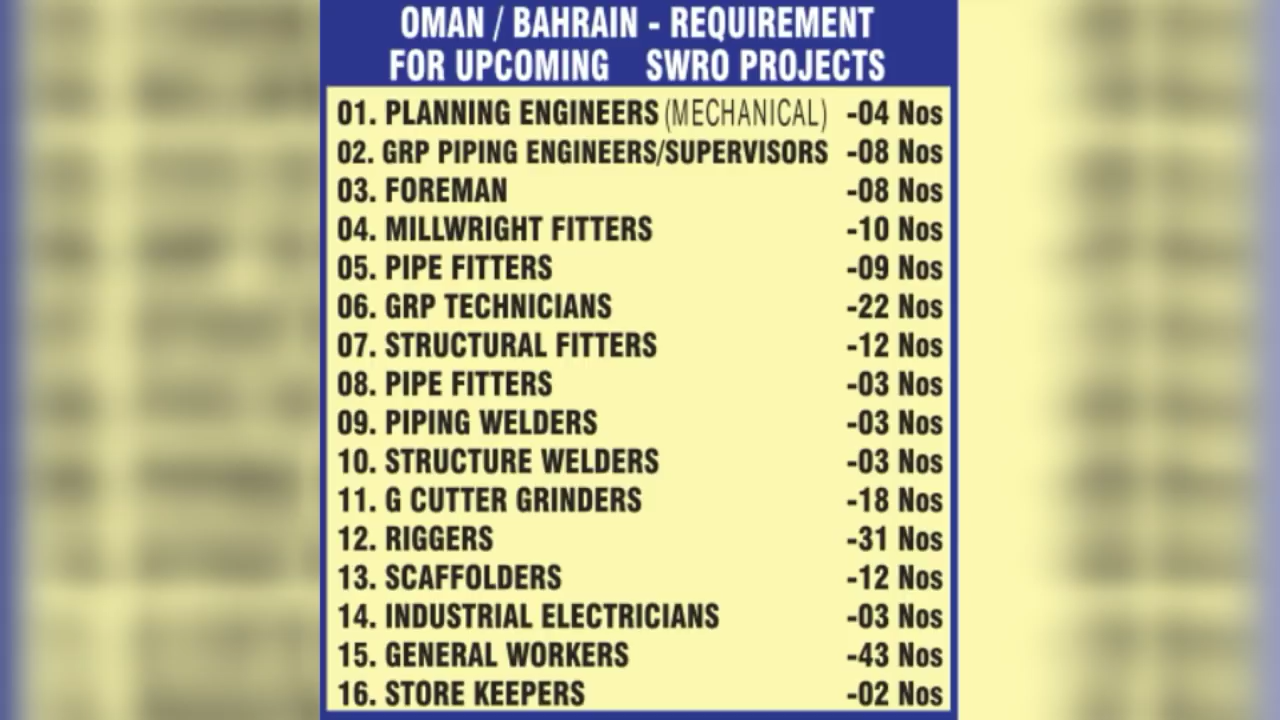 OMAN / BAHRAIN - REQUIREMENT
FOR UPCOMING SWRO PROJECTS
01. PLANNING ENGINEERS (MECHANICAL) -04 Nos
02. GRP PIPING ENGINEERS/SUPERVISORS -08 Nos
03. FOREMAN -08 Nos
04. MILLWRIGHT FITTERS -10 Nos
05. PIPE FITTERS -09 Nos
06. GRP TECHNICIANS -22 Nos
07. STRUCTURAL FITTERS -12 Nos
08. PIPE FITTERS -03 Nos
09. PIPING WELDERS -03 Nos
10. STRUCTURE WELDERS -03 Nos
11. G CUTTER GRINDERS -18 Nos
12. RIGGERS -31 Nos
13. SCAFFOLDERS -12 Nos
14. INDUSTRIAL ELECTRICIANS -03 Nos
15. GENERAL WORKERS -43 Nos
16. STORE KEEPERS -02 Nos